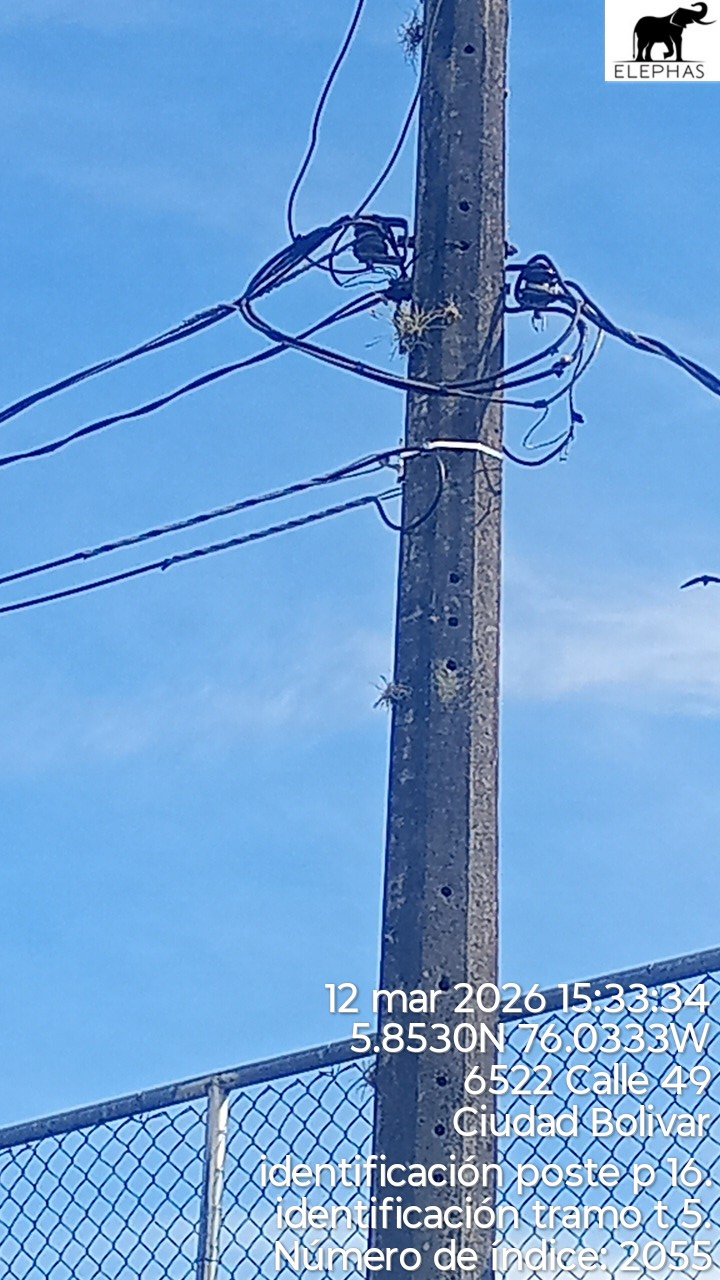 ELEPHAS
12 mar 2026 15:33:34
5.8530N 76.0333W
6522 Calle 49
Ciudad Bolivar
identificación poste p 16.
identificación tramo t 5.
Número de índice: 2055